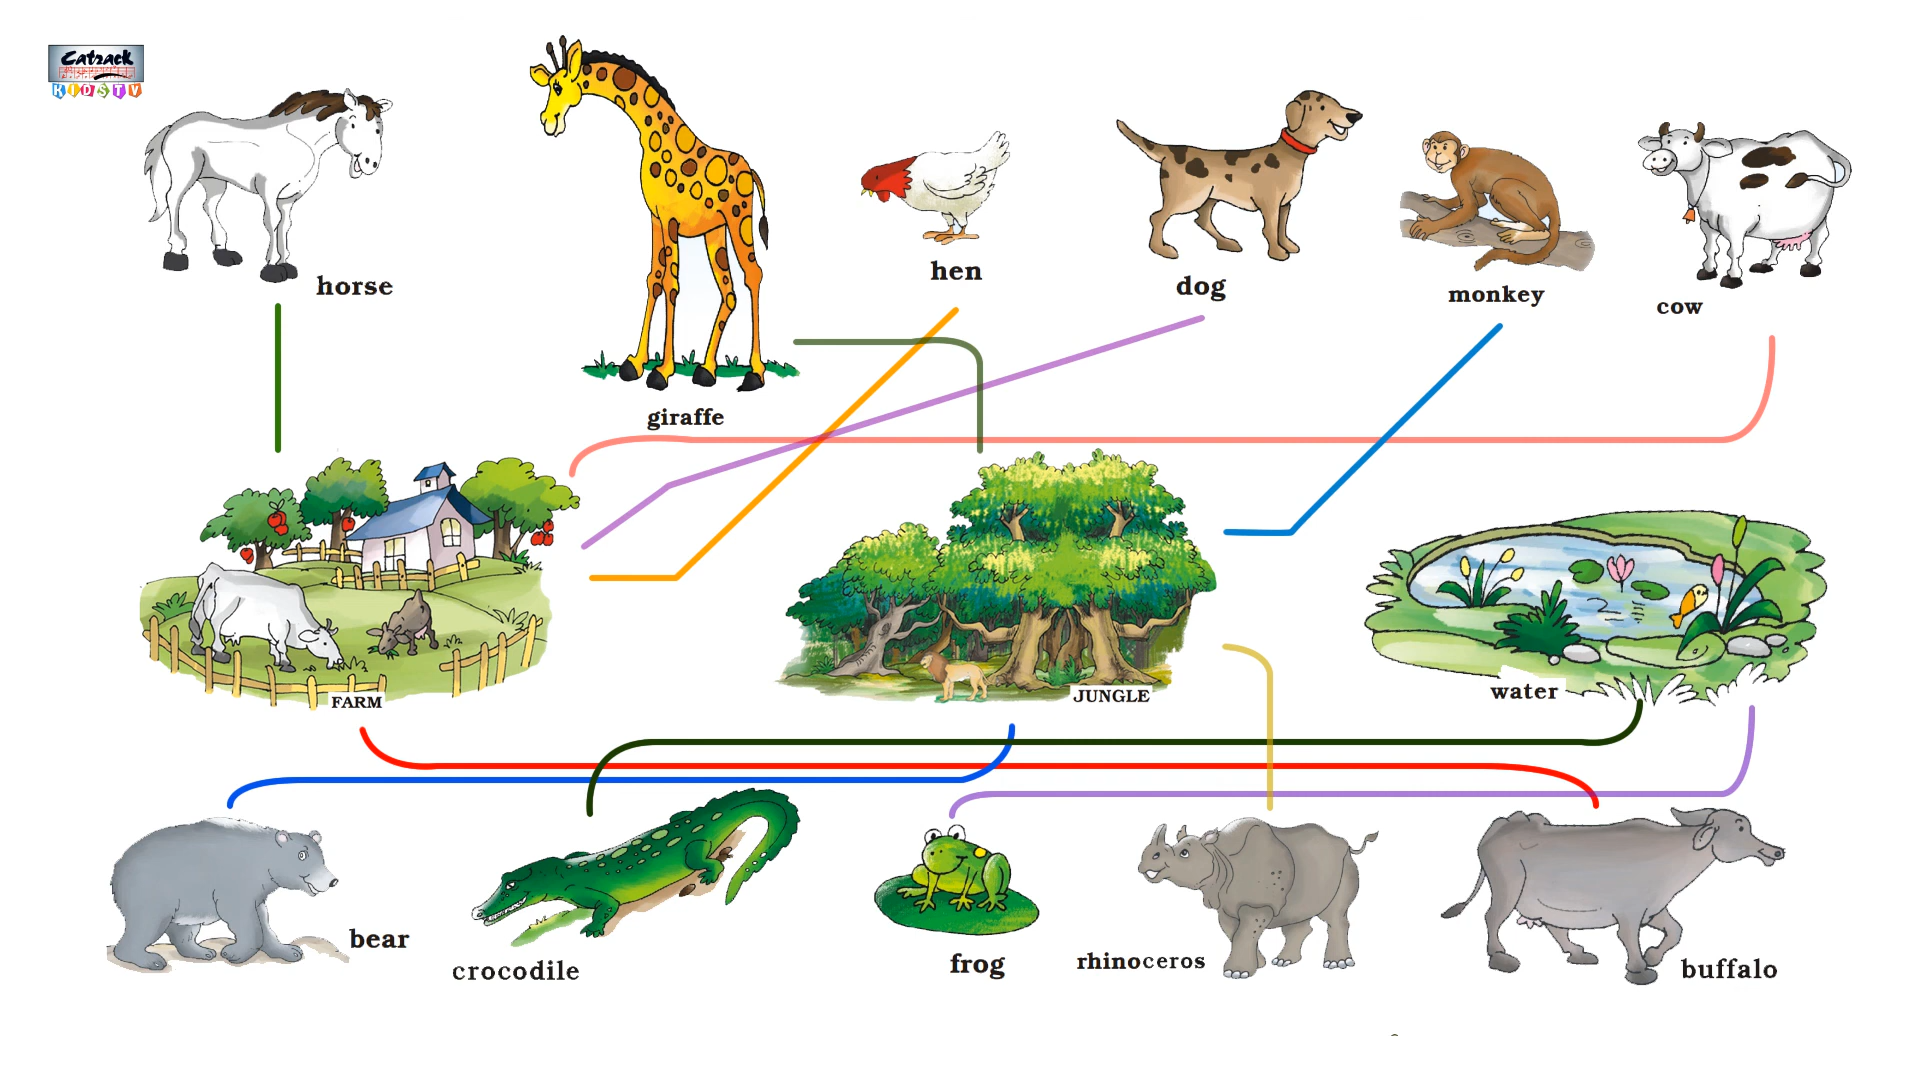 Catrack
KIDS TV
horse
giraffe
hen
dog
monkey
cow
FARM
JUNGLE
water
bear
crocodile
frog
rhinoceros
buffalo